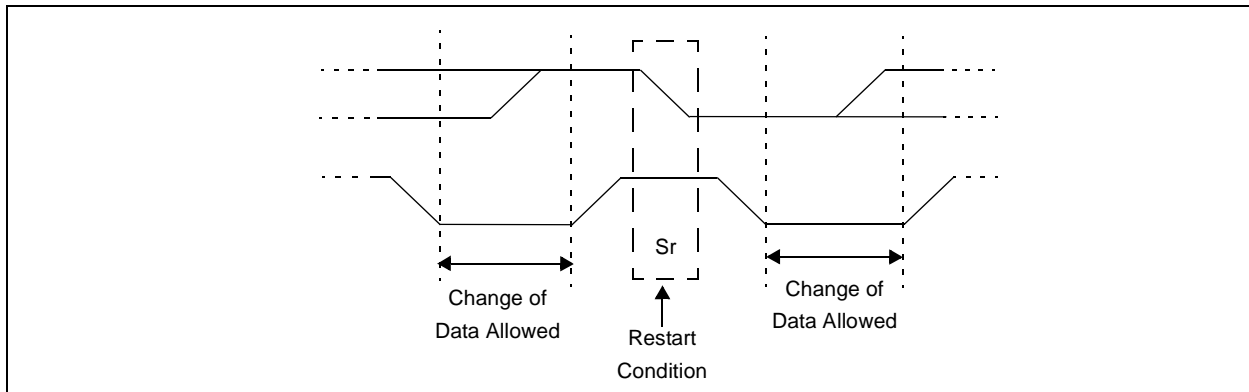 Sr
Change of
Data Allowed
Restart
Condition
Change of
Data Allowed